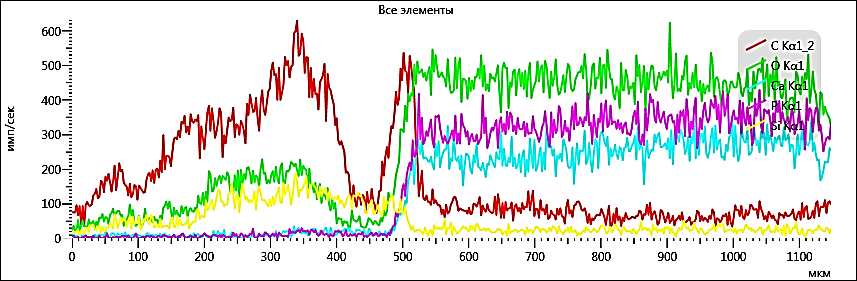 Все элементы
имп/сек
600
500
400
300
200
100
0
C Kα1_2
O Kα1
Ca Kα1
P Kα1
Si Kα1
0 100 200 300 400 500 600 700 800 900 1000 1100
мкм